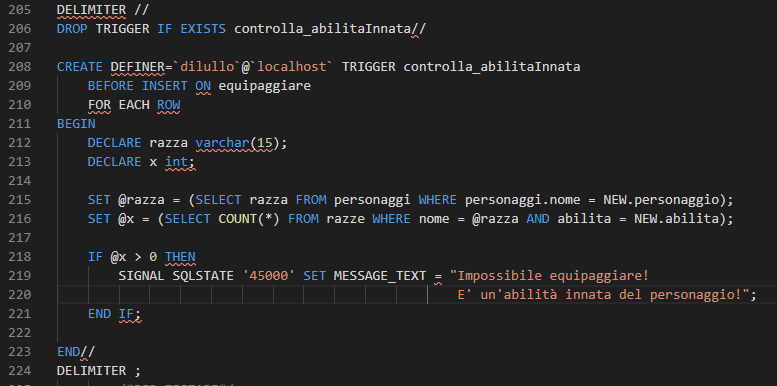 205 DELIMITER //
206 DROP TRIGGER IF EXISTS controlla_abilitaInnata//
207
208 CREATE DEFINER=`dilullo`@`localhost` TRIGGER controlla_abilitaInnata
209     BEFORE INSERT ON equipaggiare
210     FOR EACH ROW
211 BEGIN
212     DECLARE razza varchar(15);
213     DECLARE x int;
214
215     SET @razza = (SELECT razza FROM personaggi WHERE personaggi.nome = NEW.personaggio);
216     SET @x = (SELECT COUNT(*) FROM razze WHERE nome = @razza AND abilita = NEW.abilita);
217
218     IF @x > 0 THEN
219         SIGNAL SQLSTATE '45000' SET MESSAGE_TEXT = "Impossibile equipaggiare!
220                                                     E' un'abilità innata del personaggio!";
221     END IF;
222
223 END//
224 DELIMITER ;